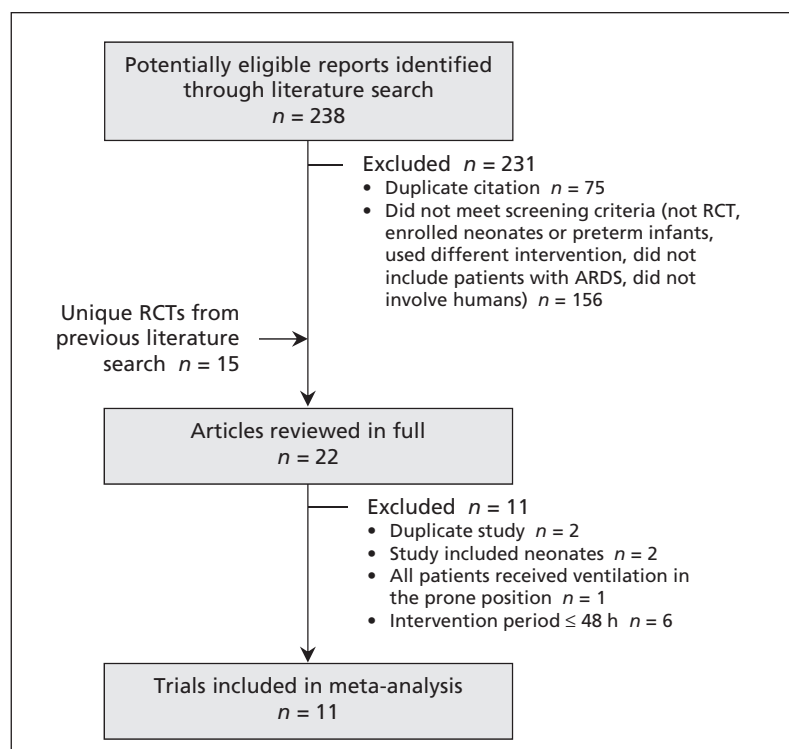 Potentially eligible reports identified
through literature search
n = 238
Excluded n = 231
• Duplicate citation n = 75
• Did not meet screening criteria (not RCT,
enrolled neonates or preterm infants,
used different intervention, did not
include patients with ARDS, did not
involve humans) n = 156
Unique RCTs from
previous literature
search n = 15
Articles reviewed in full
n = 22
Excluded n = 11
• Duplicate study n = 2
• Study included neonates n = 2
• All patients received ventilation in
the prone position n = 1
• Intervention period ≤ 48 h n = 6
Trials included in meta-analysis
n = 11